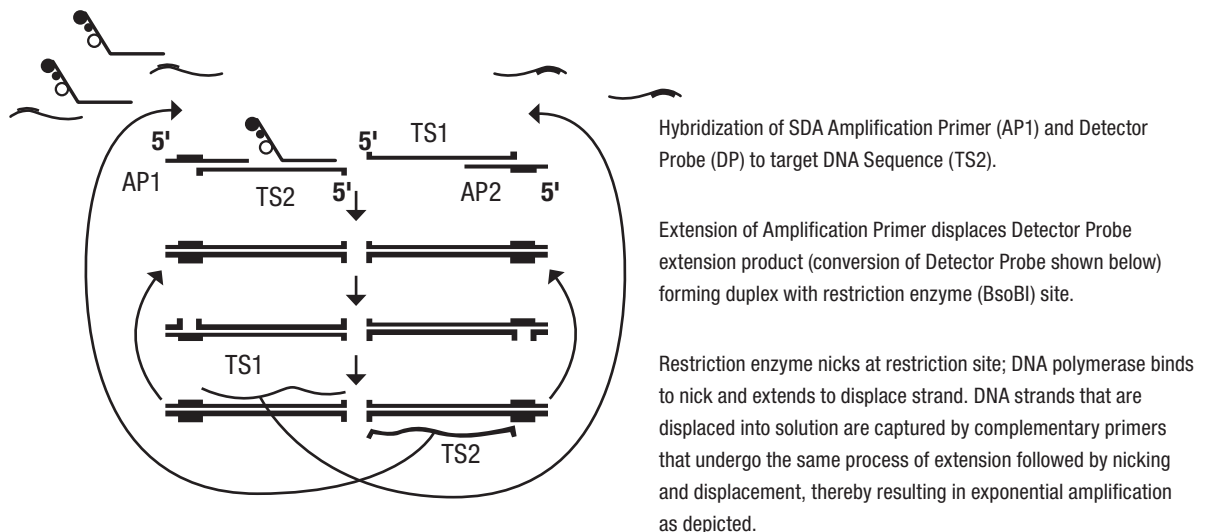 5'
5'
TS1
AP1
TS2
5'
AP2
5'
TS1
TS2
Hybridization of SDA Amplification Primer (AP1) and Detector
Probe (DP) to target DNA Sequence (TS2).
Extension of Amplification Primer displaces Detector Probe
extension product (conversion of Detector Probe shown below)
forming duplex with restriction enzyme (BsoBI) site.
Restriction enzyme nicks at restriction site; DNA polymerase binds
to nick and extends to displace strand. DNA strands that are
displaced into solution are captured by complementary primers
that undergo the same process of extension followed by nicking
and displacement, thereby resulting in exponential amplification
as depicted.